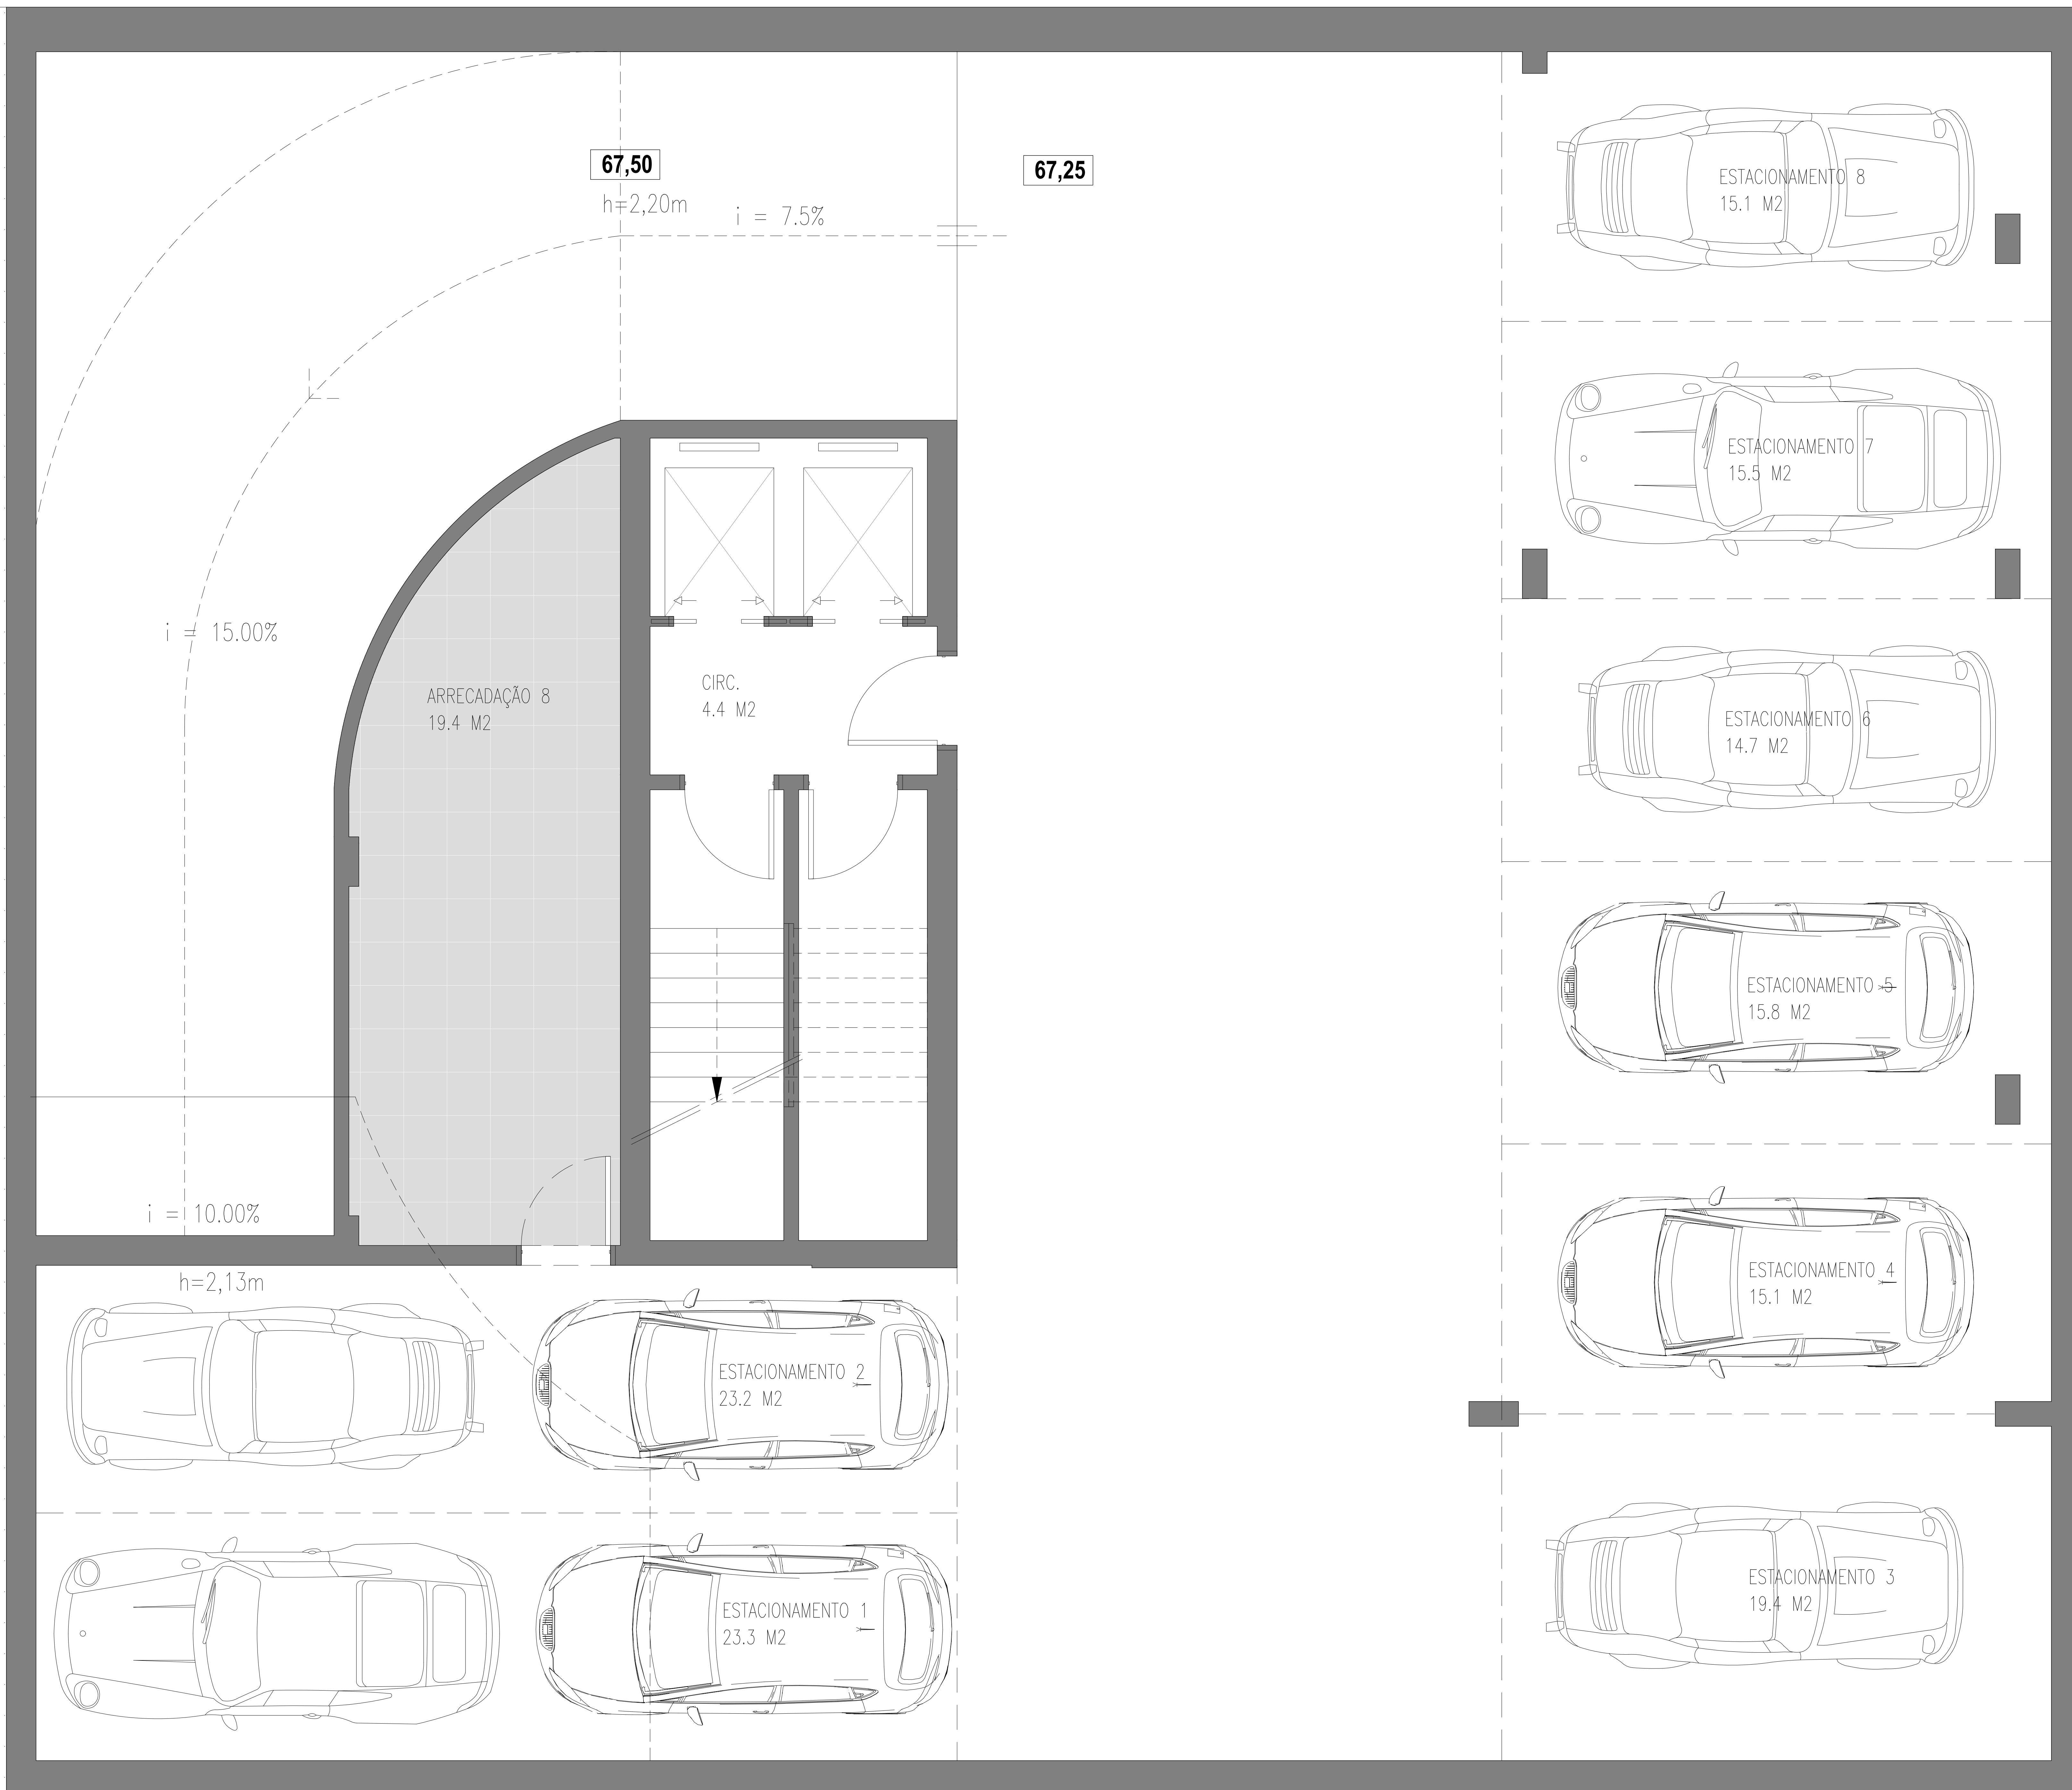 67,50
h=2,20m
i = 7.5%
67,25
ESTACIONAMENTO 8
15.1 M2
ESTACIONAMENTO 7
15.5 M2
i = 15.00%
ARRECADAÇÃO 8
19.4 M2
CIRC.
4.4 M2
ESTACIONAMENTO 6
14.7 M2
ESTACIONAMENTO 5
15.8 M2
i = 10.00%
h=2,13m
ESTACIONAMENTO 4
15.1 M2
ESTACIONAMENTO 2
23.2 M2
ESTACIONAMENTO 1
23.3 M2
ESTACIONAMENTO 3
19.4 M2